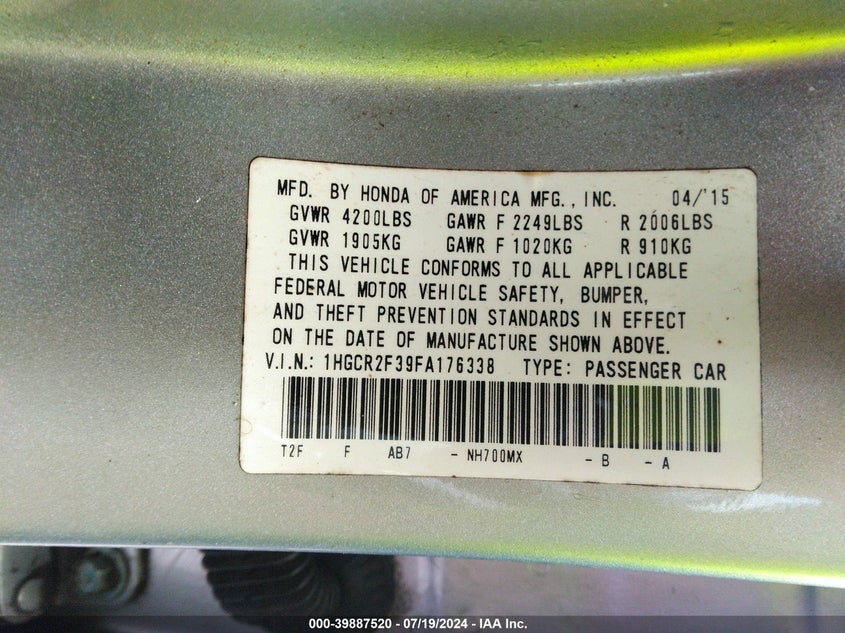 MFD. BY HONDA OF AMERICA MFG., INC. 04/'15
GVWR 4200LBS GAWR F 2249LBS R 2006LBS
GVWR 1905KG GAWR F 1020KG R 910KG
THIS VEHICLE CONFORMS TO ALL APPLICABLE
FEDERAL MOTOR VEHICLE SAFETY, BUMPER,
AND THEFT PREVENTION STANDARDS IN EFFECT
ON THE DATE OF MANUFACTURE SHOWN ABOVE.
V.I.N.: 1HGCR2F39FA176338 TYPE: PASSENGER CAR
T2F F AB7 - NH700MX - B - A
000-39887520 - 07/19/2024 - IAA Inc.